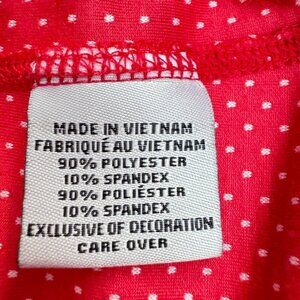 MADE IN VIETNAM
FABRIQUÉ AU VIETNAM
90% POLYESTER
10% SPANDEX
90% POLIÉSTER
10% SPANDEX
EXCLUSIVE OF DECORATION
CARE OVER